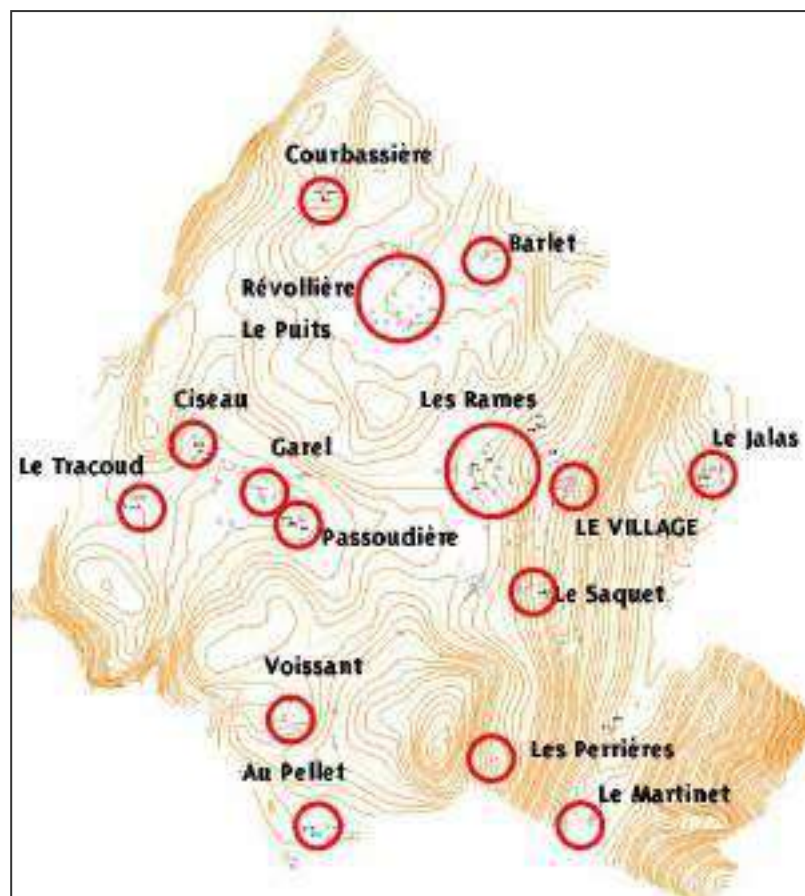 Courbassière
Barlet
Révollière
Le Puits
Ciseau
Les Rames
Garel
Le Jalas
Le Tracoud
LE VILLAGE
Passoudière
Le Saquet
Voissant
Les Perrières
Au Pellet
Le Martinet